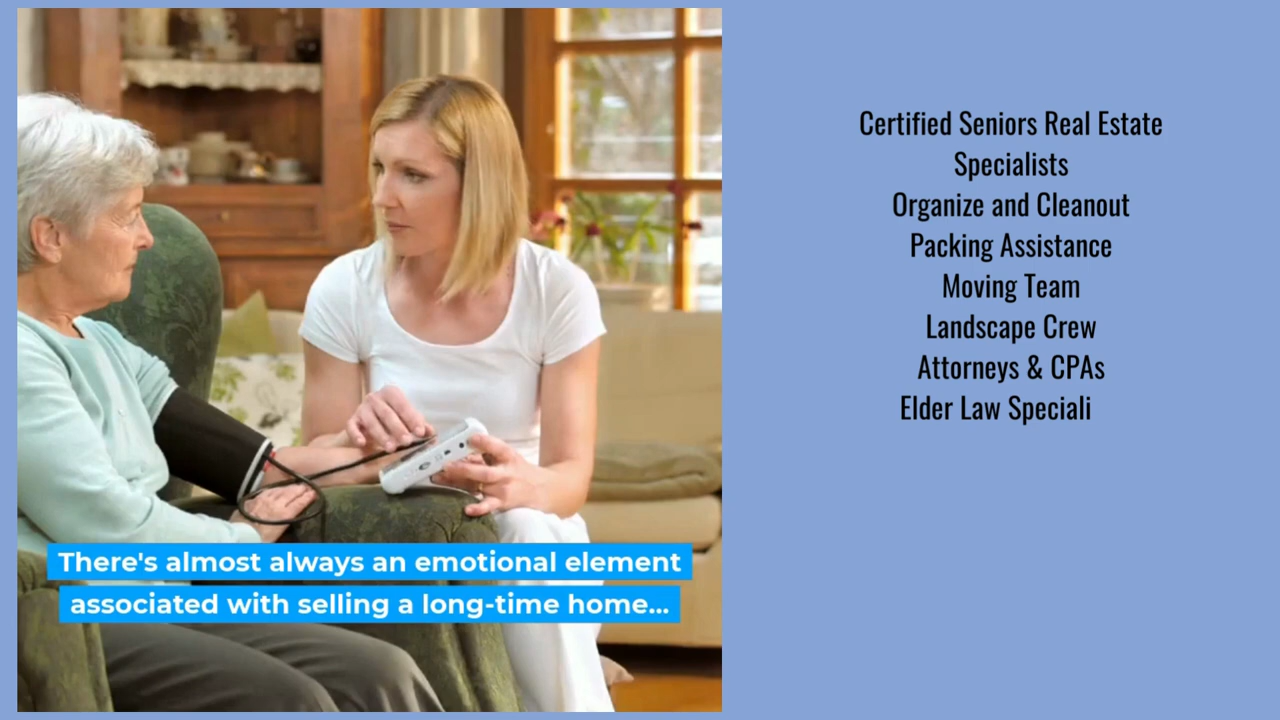 There's almost always an emotional element
associated with selling a long-time home...
Certified Seniors Real Estate
Specialists
Organize and Cleanout
Packing Assistance
Moving Team
Landscape Crew
Attorneys & CPAs
Elder Law Speciali